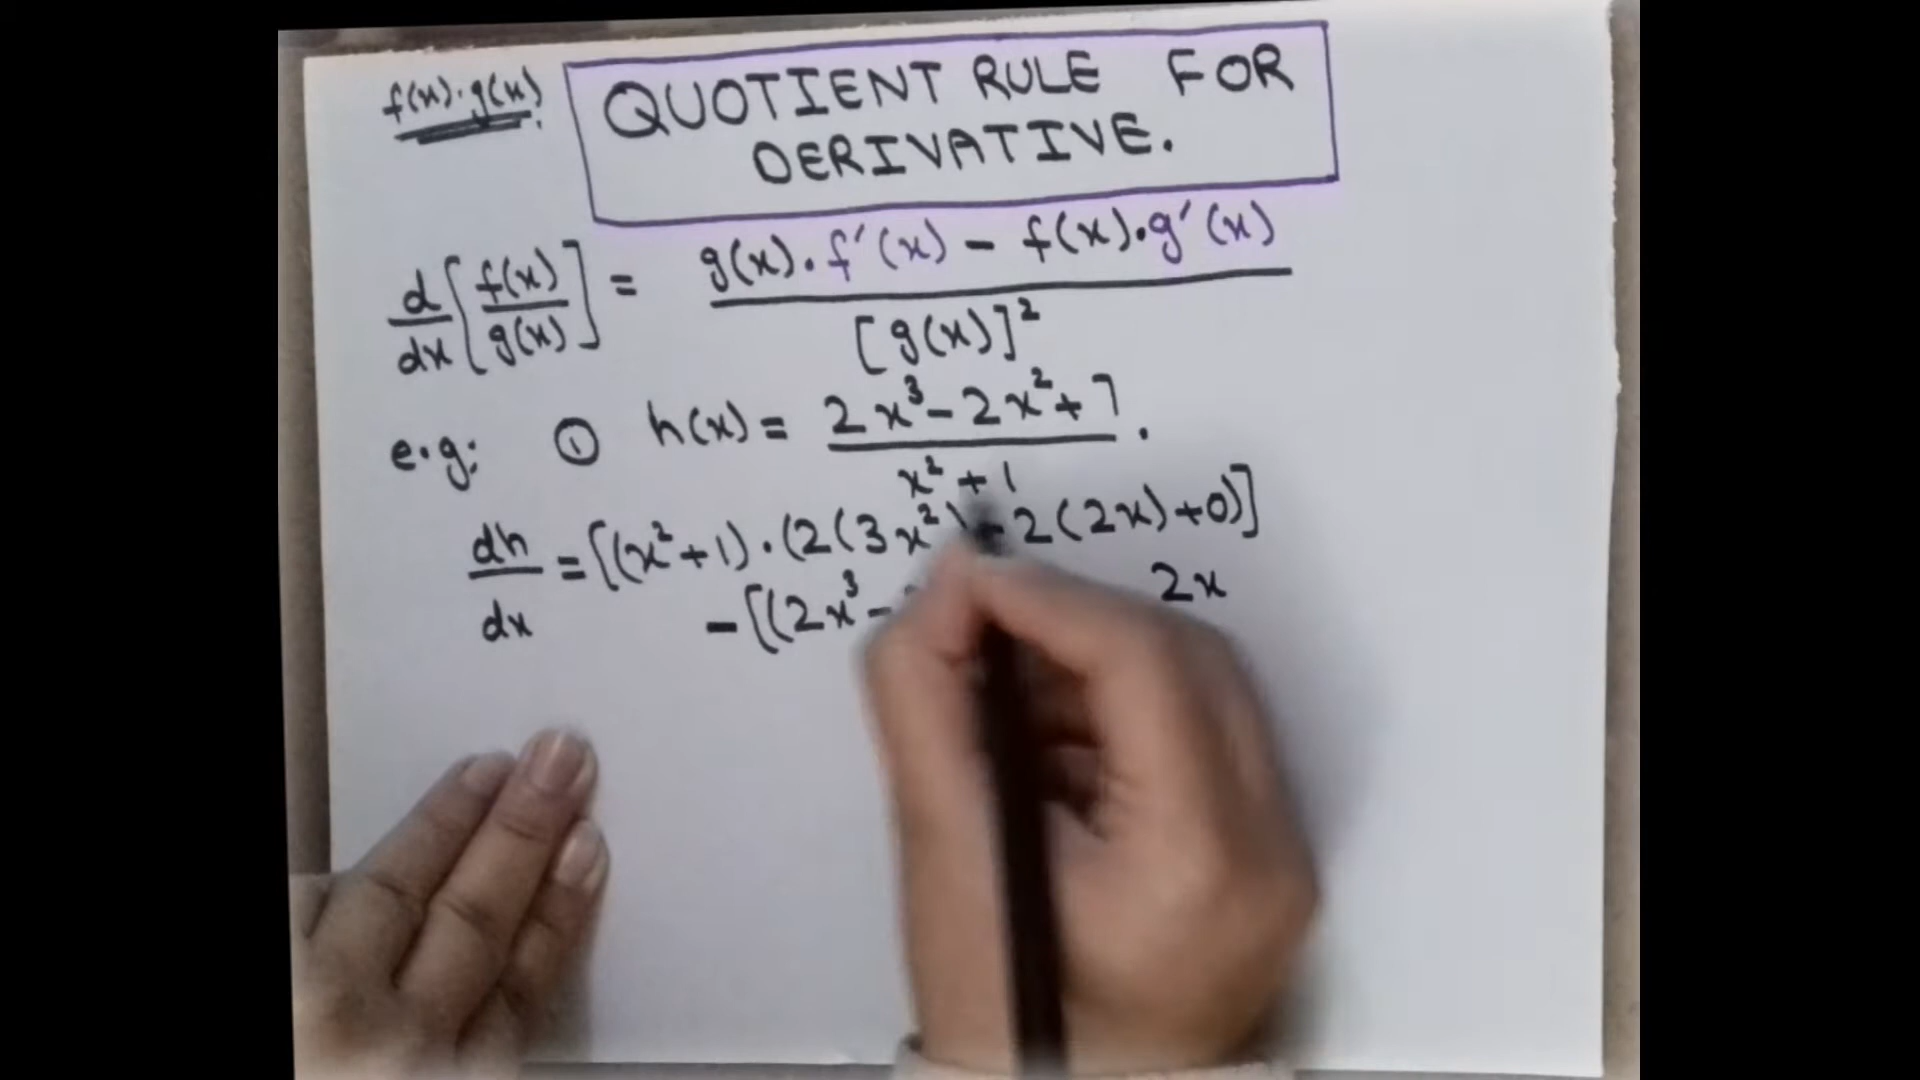 f(x)·g(x)
QUOTIENT RULE FOR
DERIVATIVE.
d/dx [f(x)/g(x)] = g(x)·f'(x) - f(x)·g'(x) / [g(x)]²
e.g: ① h(x) = 2x³-2x²+7 / x²+1 .
dh/dx = [(x²+1)·(2(3x²)-2(2x)+0)]
-[(2x³- 2x